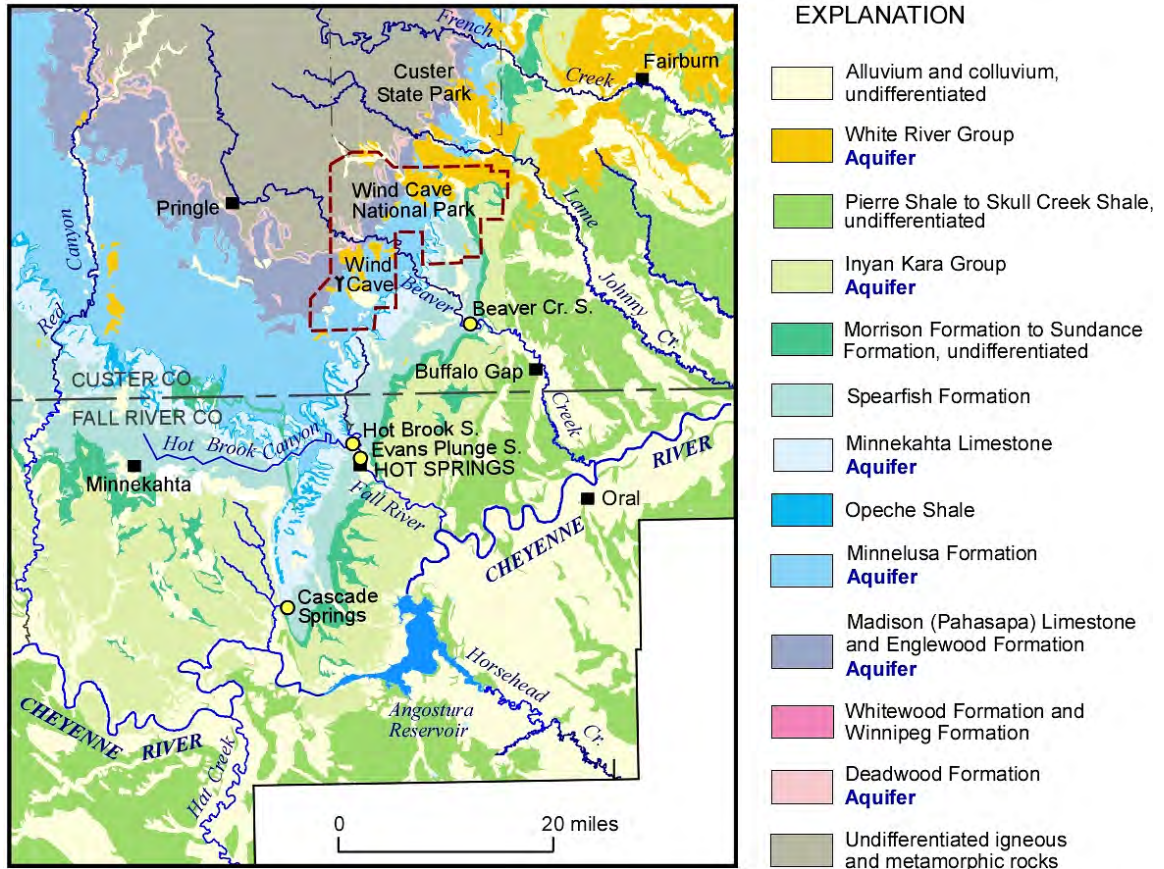 French
Creek
Fairburn
Custer
State Park
Wind Cave
National Park
Pringle
Lame
Johnny
Cr.
Canyon
Red
Wind
Cave
Beaver
Beaver Cr. S.
Buffalo Gap
Creek
CUSTER CO
FALL RIVER CO
Hot Brook Canyon
Hot Brook S.
Evans Plunge S.
HOT SPRINGS
Minnekahta
Fall River
RIVER
Oral
CHEYENNE
Cascade
Springs
Horsehead
Cr.
Angostura
Reservoir
CHEYENNE RIVER
Hat Creek
0 20 miles
EXPLANATION
Alluvium and colluvium,
undifferentiated
White River Group
Aquifer
Pierre Shale to Skull Creek Shale,
undifferentiated
Inyan Kara Group
Aquifer
Morrison Formation to Sundance
Formation, undifferentiated
Spearfish Formation
Minnekahta Limestone
Aquifer
Opeche Shale
Minnelusa Formation
Aquifer
Madison (Pahasapa) Limestone
and Englewood Formation
Aquifer
Whitewood Formation and
Winnipeg Formation
Deadwood Formation
Aquifer
Undifferentiated igneous
and metamorphic rocks